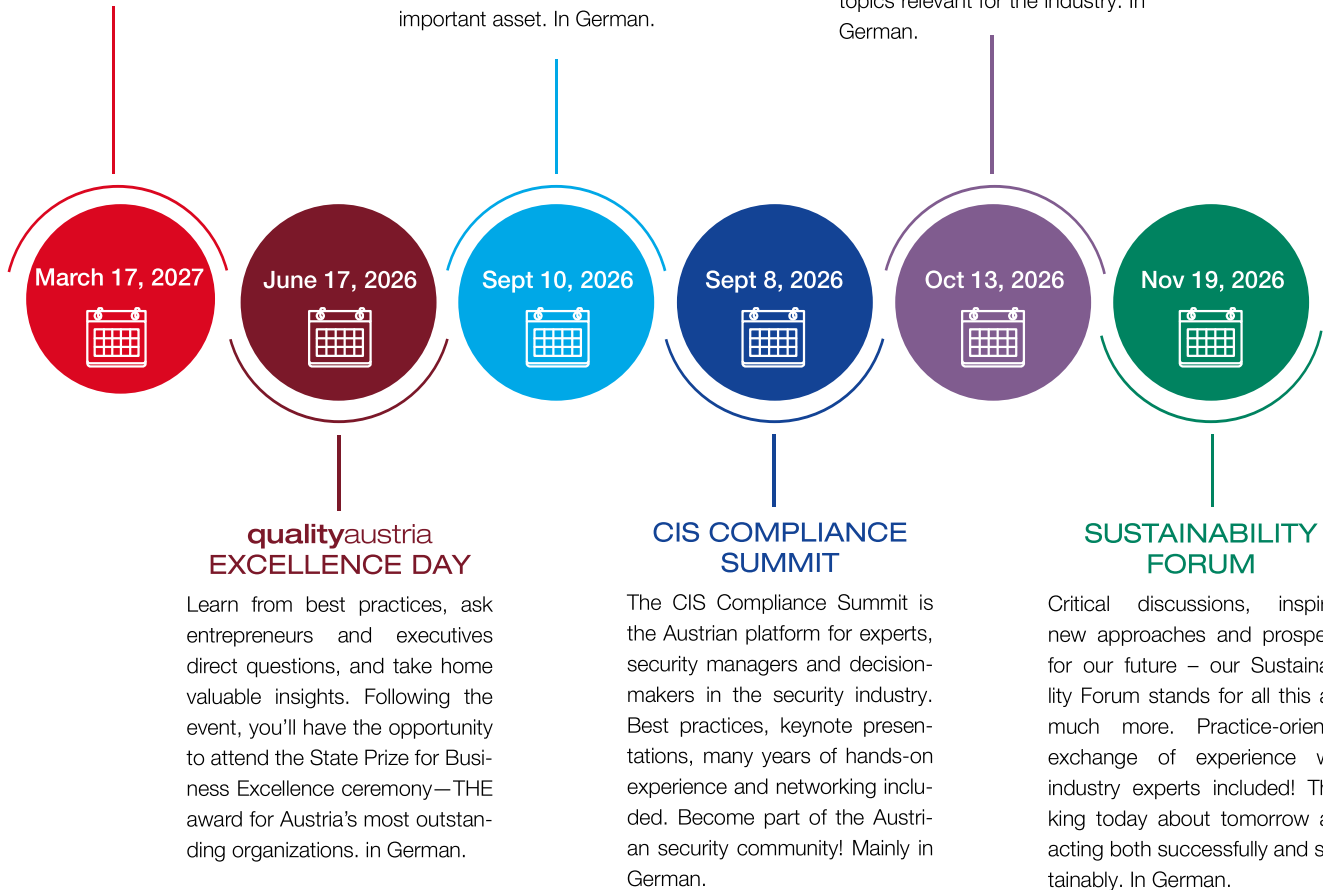 important asset. In German.
topics relevant for the industry. In
German.
March 17, 2027
June 17, 2026
Sept 10, 2026
Sept 8, 2026
Oct 13, 2026
Nov 19, 2026
qualityaustria
EXCELLENCE DAY
Learn from best practices, ask
entrepreneurs and executives
direct questions, and take home
valuable insights. Following the
event, you’ll have the opportunity
to attend the State Prize for Busi-
ness Excellence ceremony—THE
award for Austria’s most outstan-
ding organizations. in German.
CIS COMPLIANCE
SUMMIT
The CIS Compliance Summit is
the Austrian platform for experts,
security managers and decision-
makers in the security industry.
Best practices, keynote presen-
tations, many years of hands-on
experience and networking inclu-
ded. Become part of the Austri-
an security community! Mainly in
German.
SUSTAINABILITY
FORUM
Critical discussions,
new approaches and
for our future – our
lity Forum stands for all this
much more.
exchange of experience
industry experts included!
king today about tomorrow
acting both successfully and
tainably. In German.